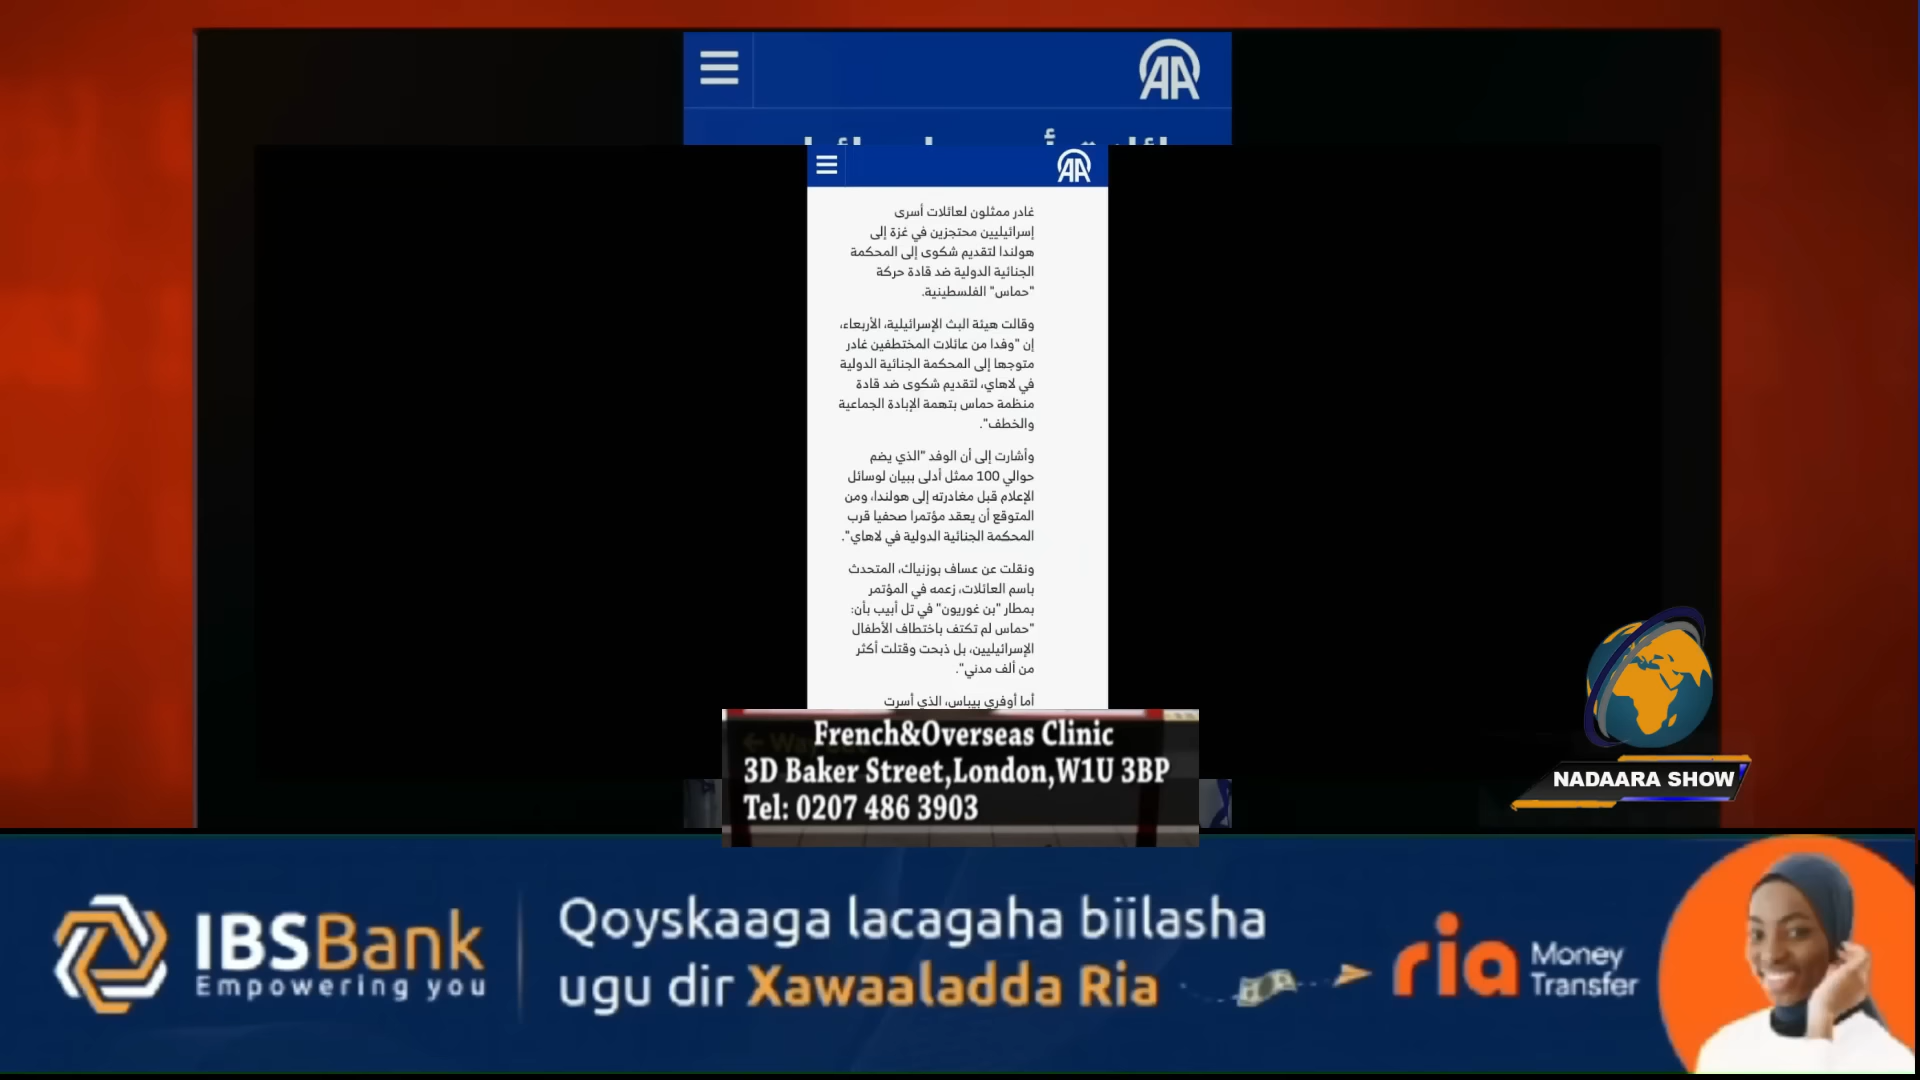 AA
AA
غادر ممثلون لعائلات أسرى
إسرائيليين محتجزين في غزة إلى
هولندا لتقديم شكوى إلى المحكمة
الجنائية الدولية ضد قادة حركة
"حماس" الفلسطينية.
وقالت هيئة البث الإسرائيلية، الأربعاء،
إن "وفدا من عائلات المختطفين غادر
متوجها إلى المحكمة الجنائية الدولية
في لاهاي، لتقديم شكوى ضد قادة
منظمة حماس بتهمة الإبادة الجماعية
والخطف".
وأشارت إلى أن الوفد "الذي يضم
حوالي 100 ممثل أدلى ببيان لوسائل
الإعلام قبل مغادرته إلى هولندا، ومن
المتوقع أن يعقد مؤتمرا صحفيا قرب
المحكمة الجنائية الدولية في لاهاي".
ونقلت عن عساف بوزنياك، المتحدث
باسم العائلات، زعمه في المؤتمر
بمطار "بن غوريون" في تل أبيب بأن:
"حماس لم تكتف باختطاف الأطفال
الإسرائيليين، بل ذبحت وقتلت أكثر
من ألف مدني".
أما أوفري بيباس، الذي أسرت
French&Overseas Clinic
3D Baker Street,London,W1U 3BP
Tel: 0207 486 3903
NADAARA SHOW
IBSBank
Empowering you
Qoyskaaga lacagaha biilasha
ugu dir Xawaaladda Ria
ria Money
Transfer